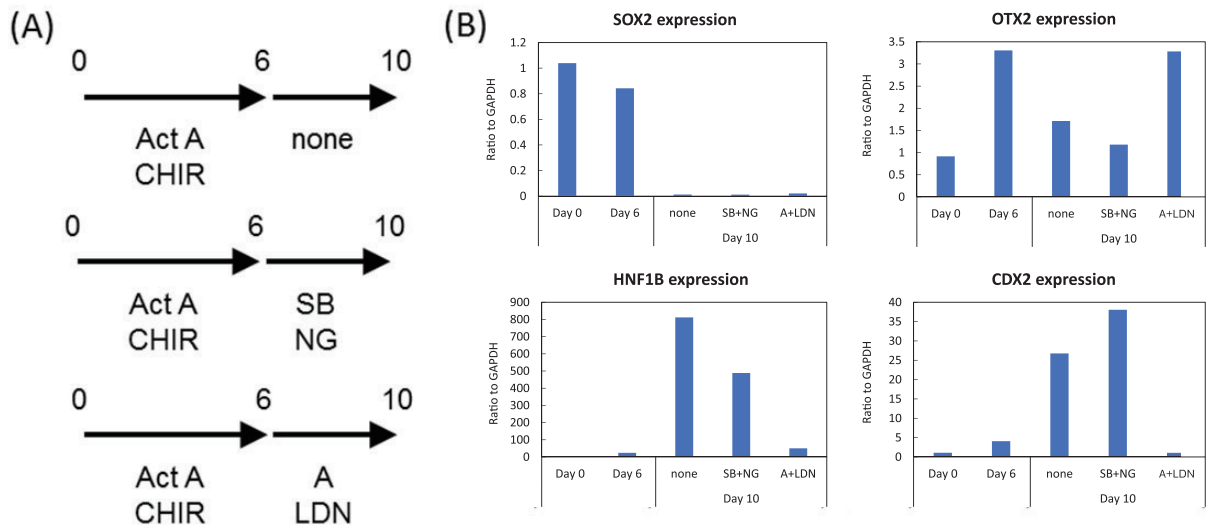 (A)
0 6 10
Act A none
CHIR
0 6 10
Act A SB
CHIR NG
0 6 10
Act A A
CHIR LDN
(B)
SOX2 expression
Ratio to GAPDH
1.2
1
0.8
0.6
0.4
0.2
0
Day 0 Day 6 none SB+NG A+LDN
Day 10
OTX2 expression
Ratio to GAPDH
3.5
3
2.5
2
1.5
1
0.5
0
Day 0 Day 6 none SB+NG A+LDN
Day 10
HNF1B expression
Ratio to GAPDH
900
800
700
600
500
400
300
200
100
0
Day 0 Day 6 none SB+NG A+LDN
Day 10
CDX2 expression
Ratio to GAPDH
40
35
30
25
20
15
10
5
0
Day 0 Day 6 none SB+NG A+LDN
Day 10